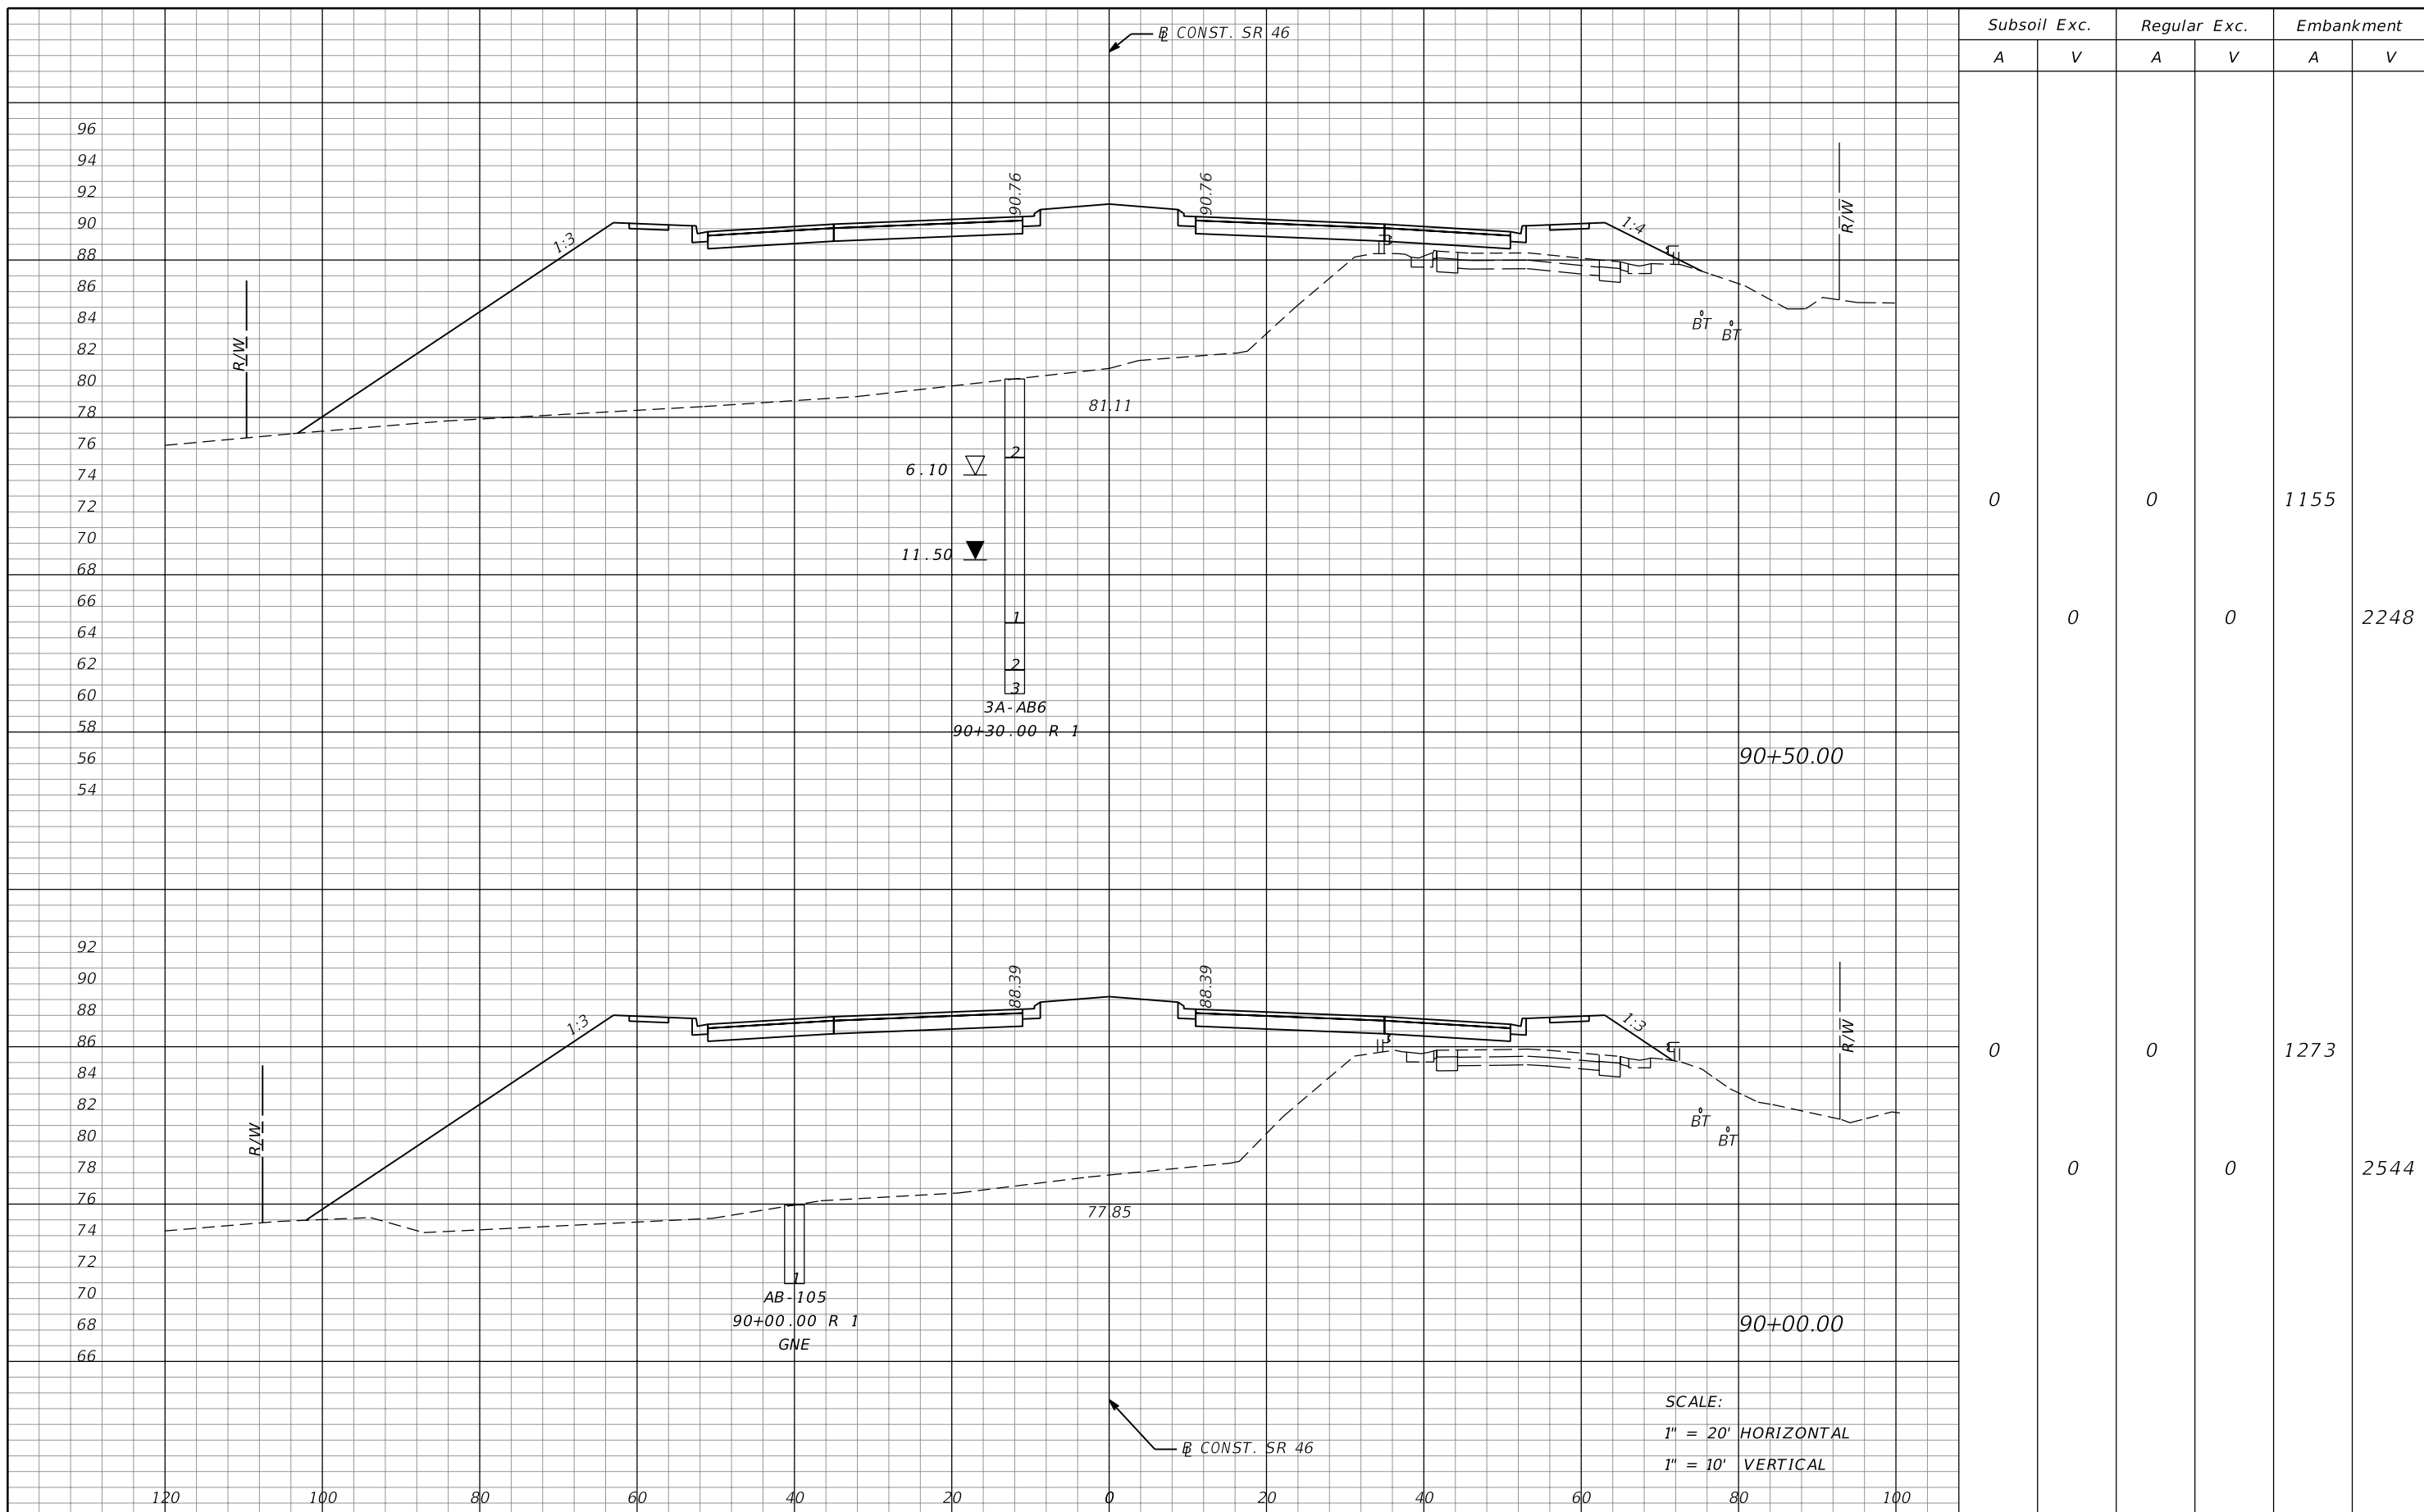 B CONST. SR 46
Subsoil Exc.
Regular Exc.
Embankment
A
V
A
V
A
V
96
94
92
90
88
86
84
82
80
78
76
74
72
70
68
66
64
62
60
58
56
54
90.76
90.76
1:3
1:4
R/W
R/W
BT
BT
81.11
2
6.10
11.50
1
2
3
3A-AB6
90+30.00 R 1
90+50.00
0
0
1155
0
0
2248
92
90
88
86
84
82
80
78
76
74
72
70
68
66
88.39
88.39
1:3
1:3
R/W
R/W
BT
BT
77.85
1
AB-105
90+00.00 R 1
GNE
90+00.00
0
0
1273
0
0
2544
B CONST. SR 46
SCALE:
1" = 20' HORIZONTAL
1" = 10' VERTICAL
120 100 80 60 40 20 0 20 40 60 80 100